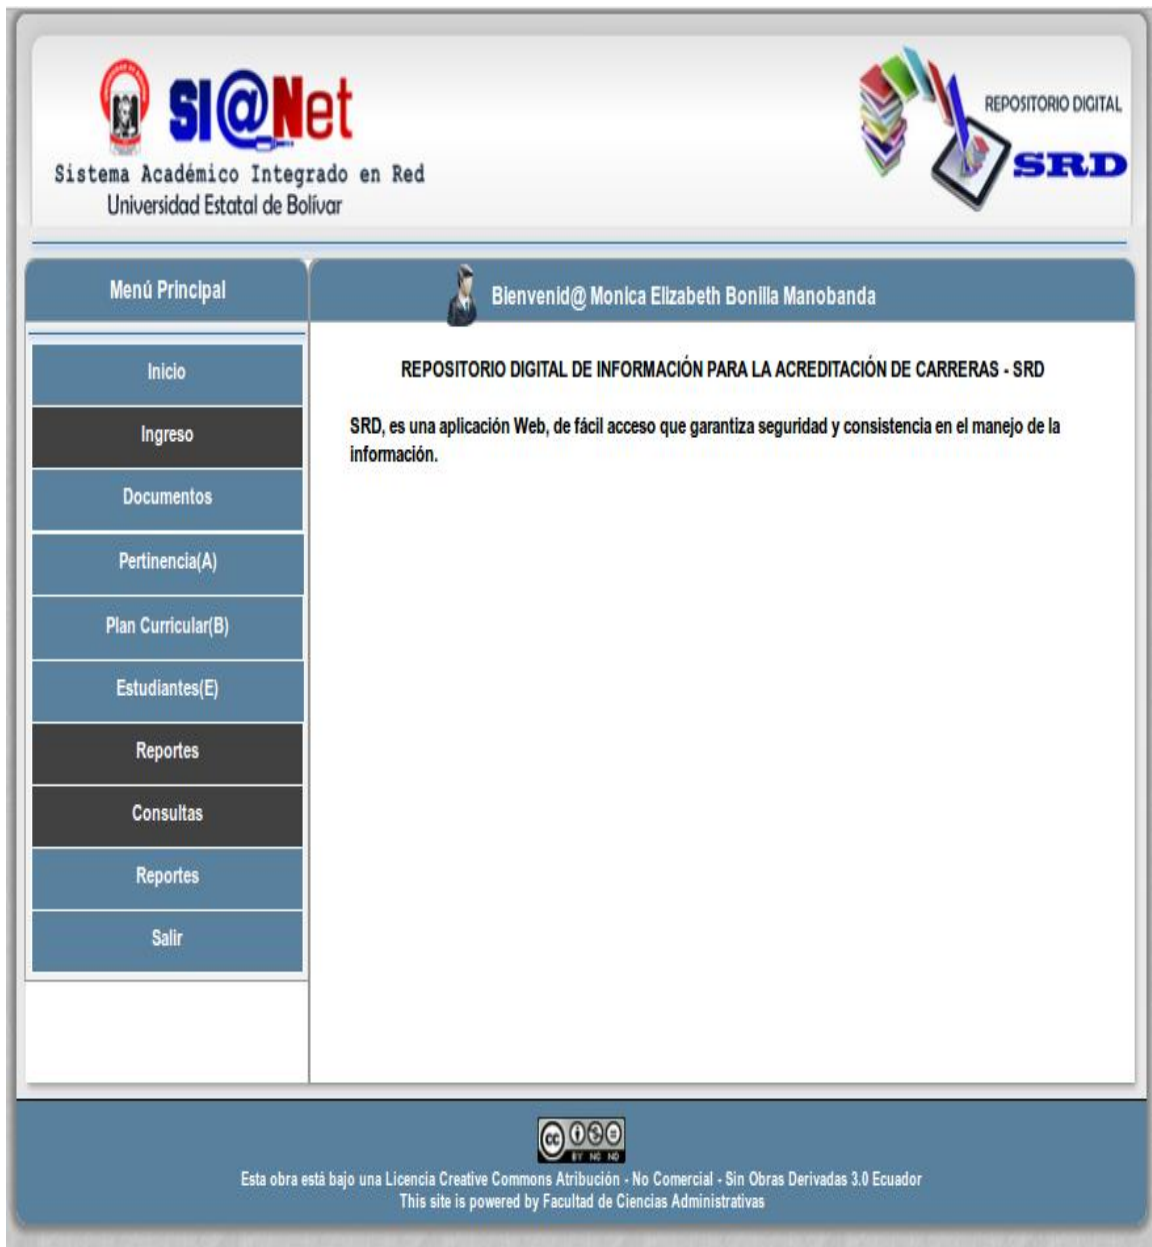 SI@Net
Sistema Académico Integrado en Red
Universidad Estatal de Bolívar
REPOSITORIO DIGITAL
SRD
Menú Principal
Bienvenid@ Monica Elizabeth Bonilla Manobanda
Inicio
Ingreso
Documentos
Pertinencia(A)
Plan Curricular(B)
Estudiantes(E)
Reportes
Consultas
Reportes
Salir
REPOSITORIO DIGITAL DE INFORMACIÓN PARA LA ACREDITACIÓN DE CARRERAS - SRD
SRD, es una aplicación Web, de fácil acceso que garantiza seguridad y consistencia en el manejo de la
información.
cc
BY NC ND
Esta obra está bajo una Licencia Creative Commons Atribución - No Comercial - Sin Obras Derivadas 3.0 Ecuador
This site is powered by Facultad de Ciencias Administrativas